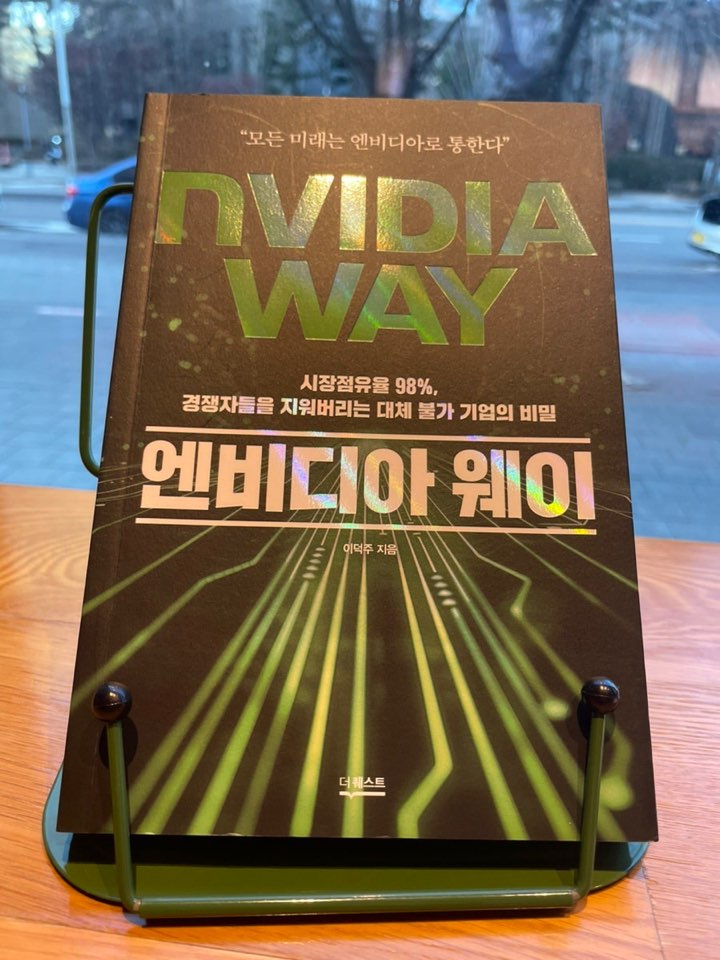 “모든 미래는 엔비디아로 통한다”
nVIDIA
WAY
시장점유율 98%,
경쟁자들을 지워버리는 대체 불가 기업의 비밀
엔비디아 웨이
이덕주 지음
더퀘스트